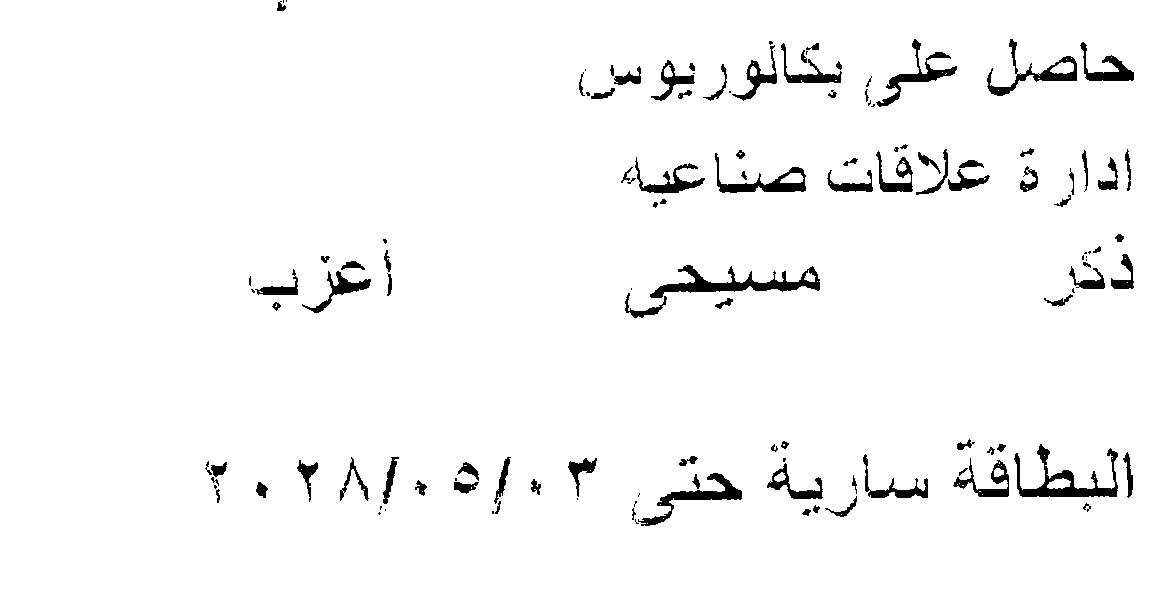 حاصل على بكالوريوس
ادارة علاقات صناعيه
ذكر مسيحى أعزب
البطاقة سارية حتى ٢٠٢٨/٠٥/٠٣